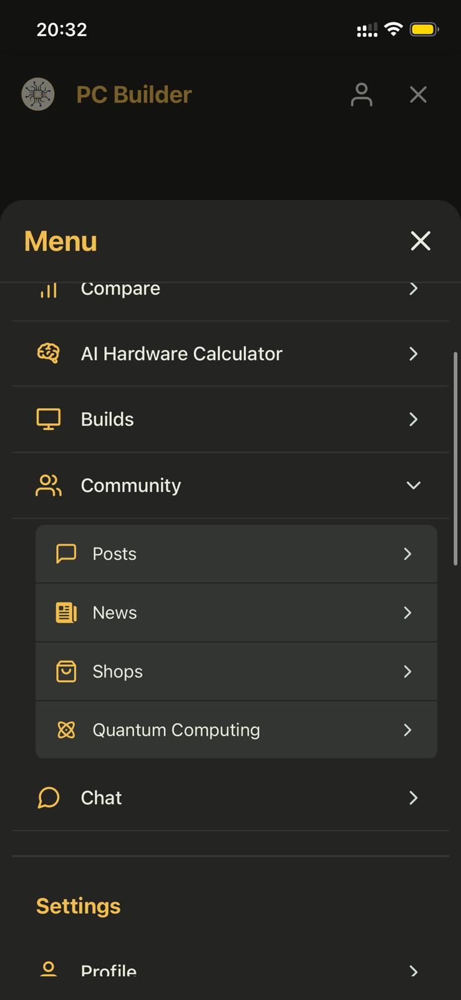 20:32
PC Builder
Menu
Compare
AI Hardware Calculator
Builds
Community
Posts
News
Shops
Quantum Computing
Chat
Settings
Profile